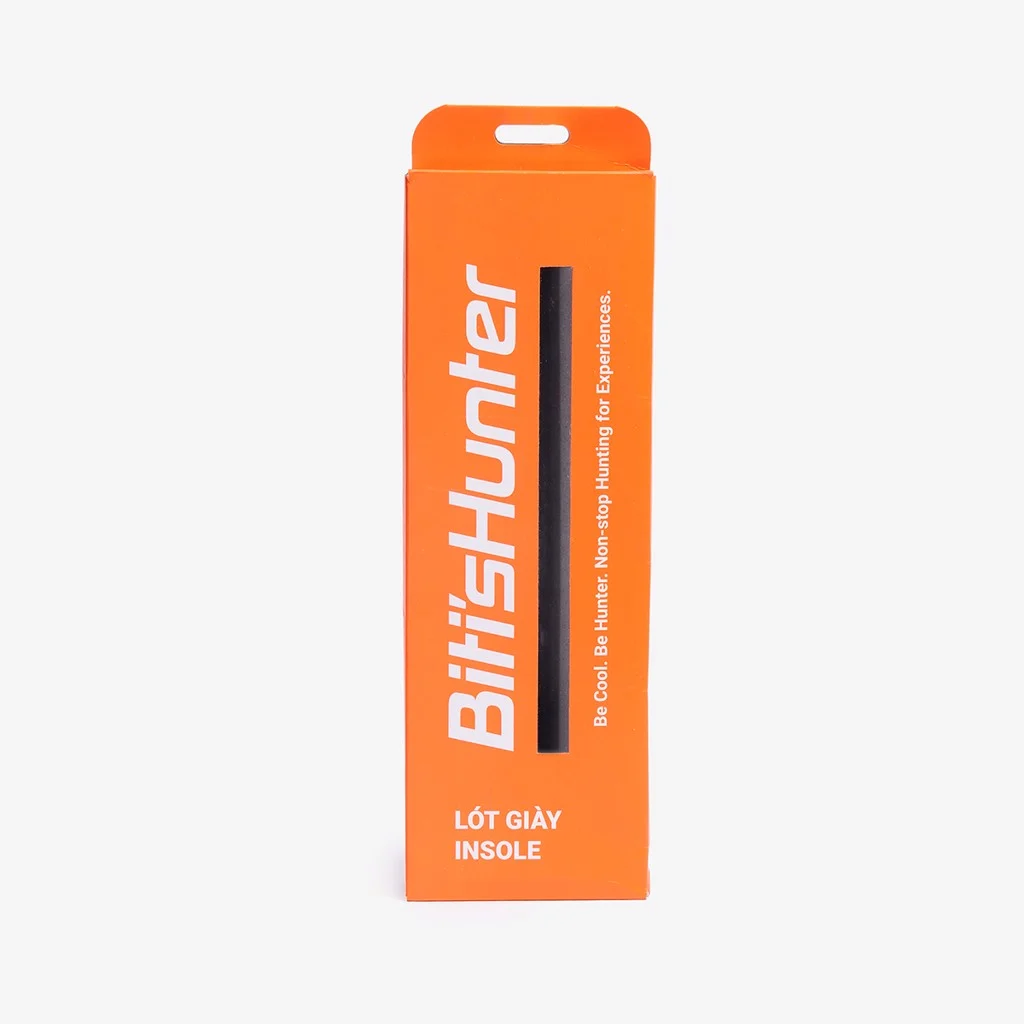 Biti'sHunter
Be Cool. Be Hunter. Non-stop Hunting for Experiences.
LÓT GIÀY
INSOLE